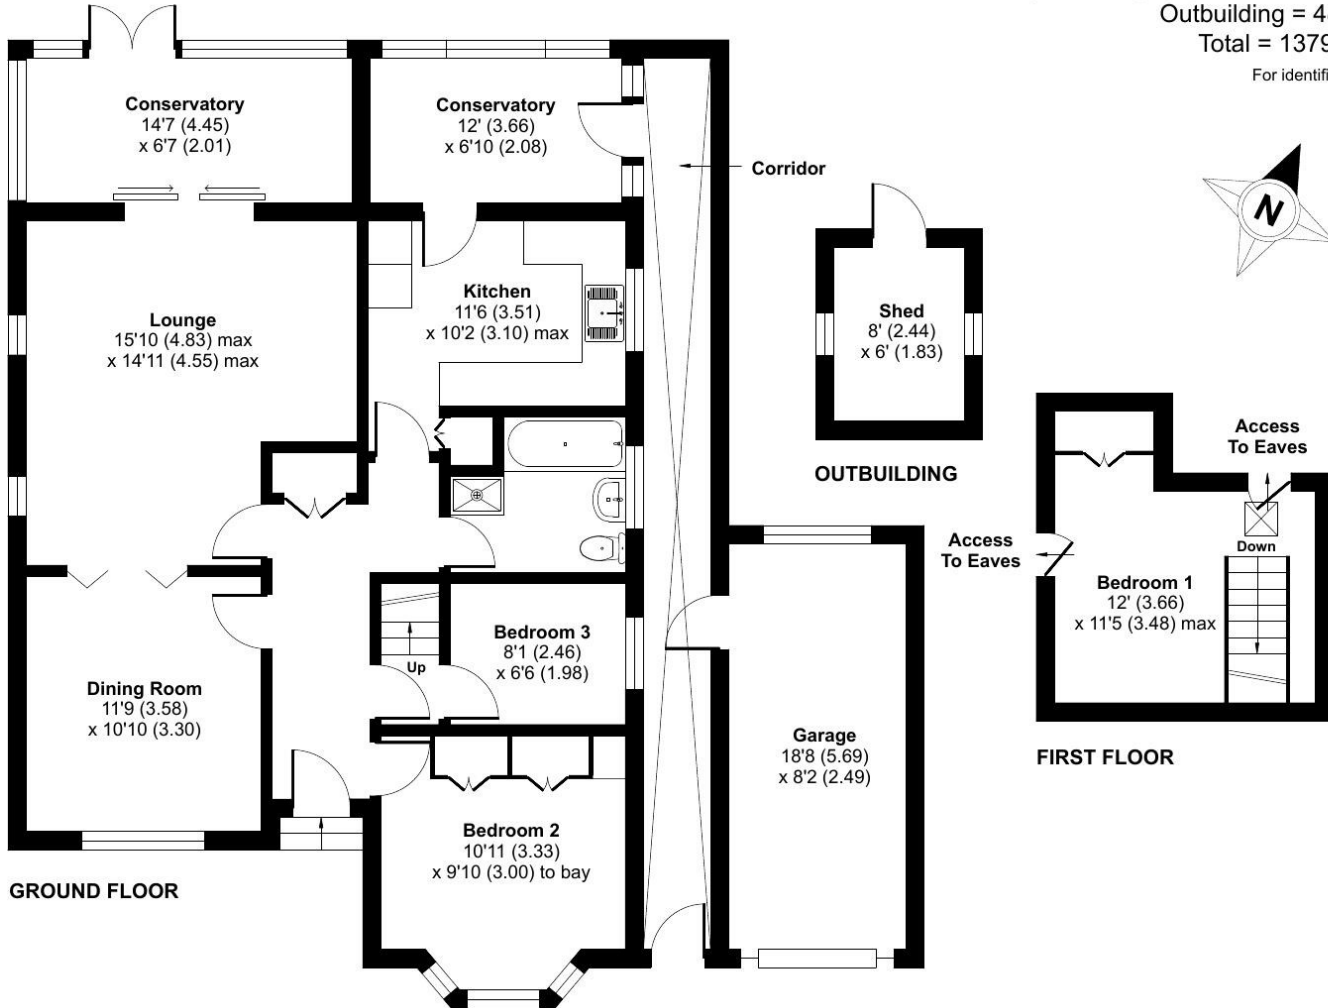 Outbuilding = 4
Total = 1379
For identifi
Conservatory
14'7 (4.45)
x 6'7 (2.01)
Conservatory
12' (3.66)
x 6'10 (2.08)
Corridor
N
Kitchen
11'6 (3.51)
x 10'2 (3.10) max
Lounge
15'10 (4.83) max
x 14'11 (4.55) max
Shed
8' (2.44)
x 6' (1.83)
OUTBUILDING
Access
To Eaves
Access
To Eaves
Down
Bedroom 1
12' (3.66)
x 11'5 (3.48) max
FIRST FLOOR
Bedroom 3
8'1 (2.46)
x 6'6 (1.98)
Up
Dining Room
11'9 (3.58)
x 10'10 (3.30)
Garage
18'8 (5.69)
x 8'2 (2.49)
Bedroom 2
10'11 (3.33)
x 9'10 (3.00) to bay
GROUND FLOOR